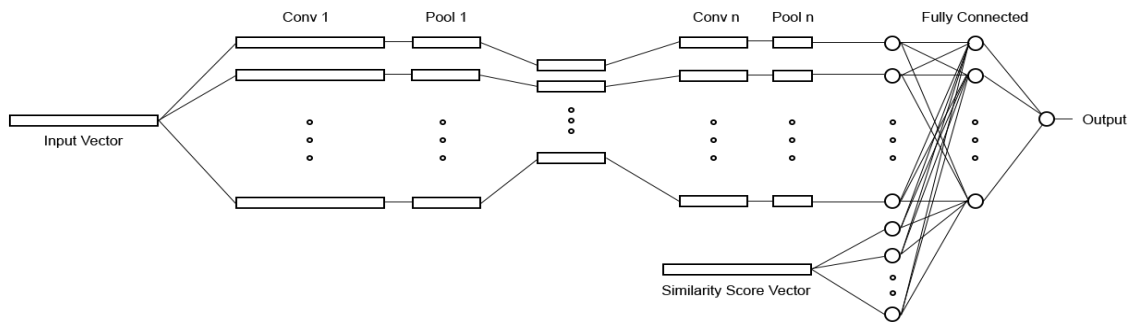 Conv 1
Pool 1
Conv n
Pool n
Fully Connected
Input Vector
Output
Similarity Score Vector